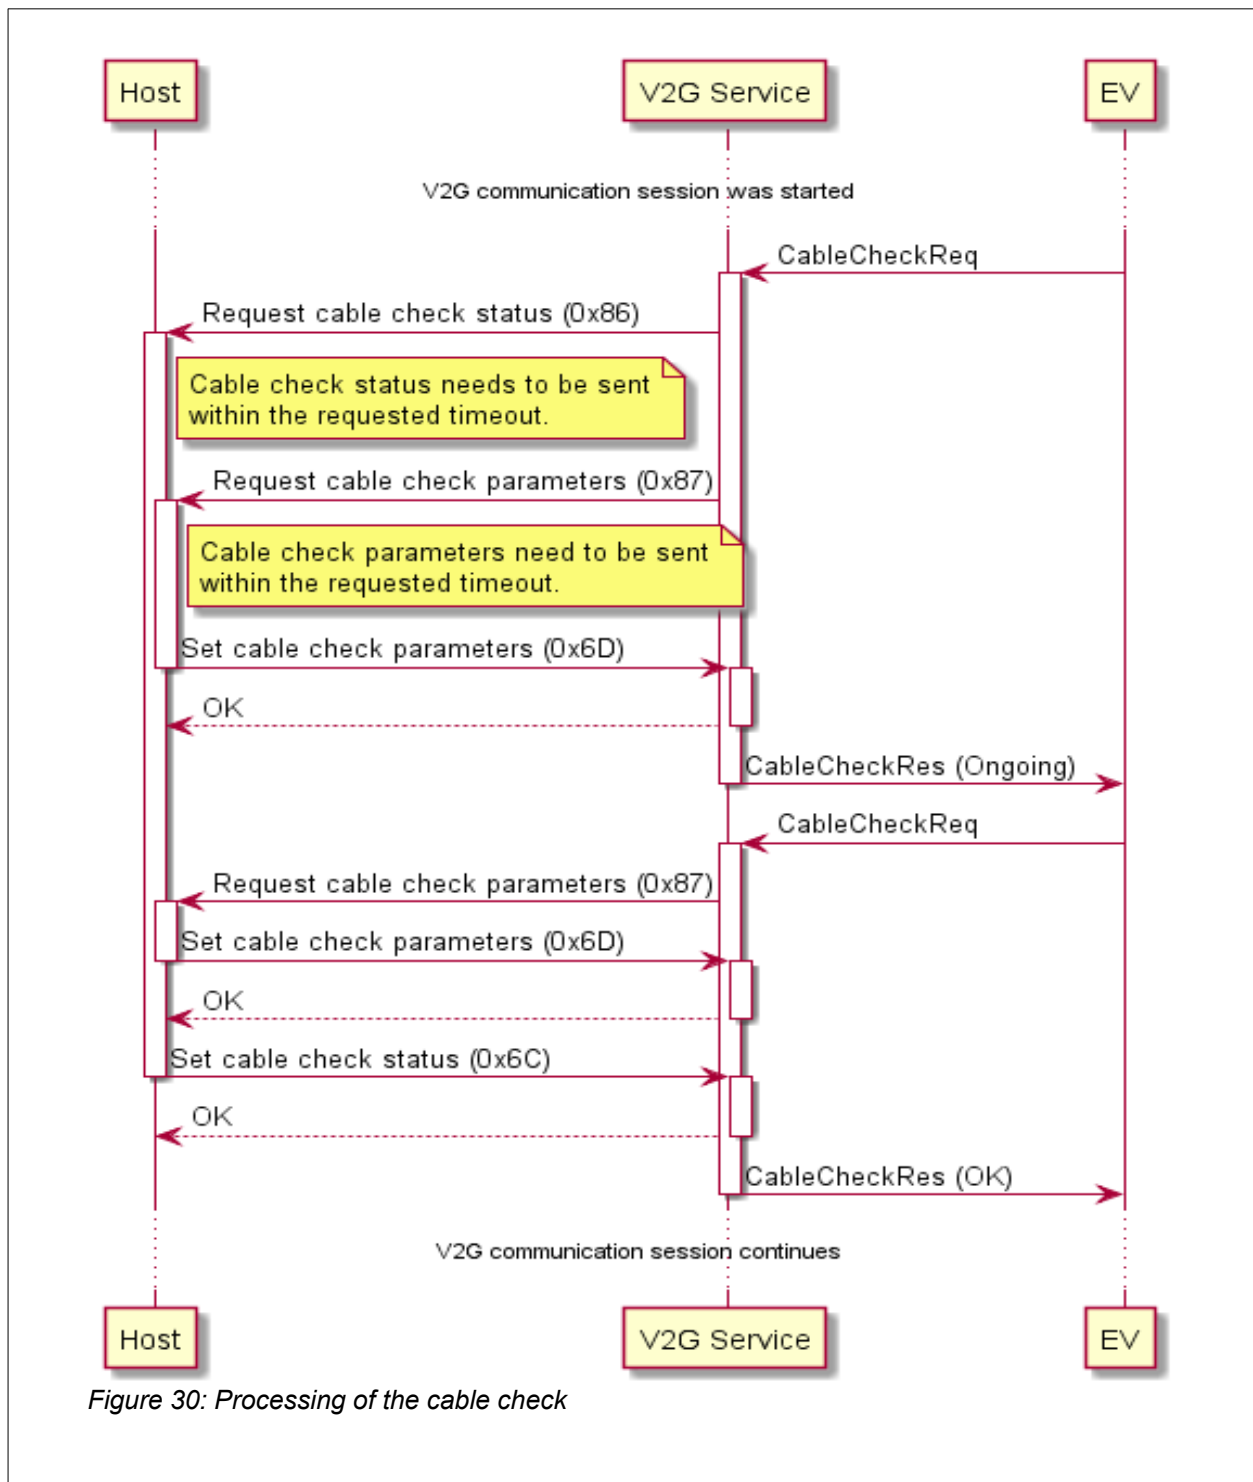 Host
V2G Service
EV
V2G communication session was started
CableCheckReq
Request cable check status (0x86)
Cable check status needs to be sent
within the requested timeout.
Request cable check parameters (0x87)
Cable check parameters need to be sent
within the requested timeout.
Set cable check parameters (0x6D)
OK
CableCheckRes (Ongoing)
CableCheckReq
Request cable check parameters (0x87)
Set cable check parameters (0x6D)
OK
Set cable check status (0x6C)
OK
CableCheckRes (OK)
V2G communication session continues
Host
V2G Service
EV
Figure 30: Processing of the cable check